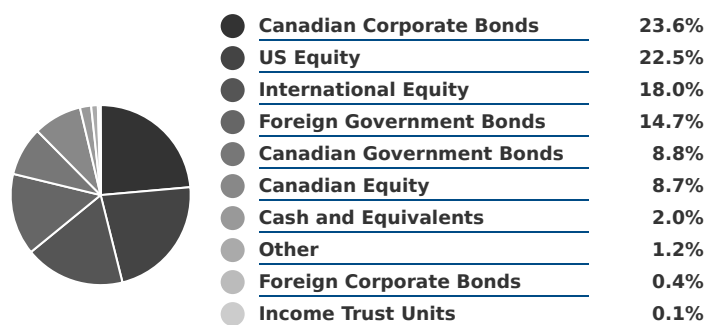 Canadian Corporate Bonds 23.6%
US Equity 22.5%
International Equity 18.0%
Foreign Government Bonds 14.7%
Canadian Government Bonds 8.8%
Canadian Equity 8.7%
Cash and Equivalents 2.0%
Other 1.2%
Foreign Corporate Bonds 0.4%
Income Trust Units 0.1%